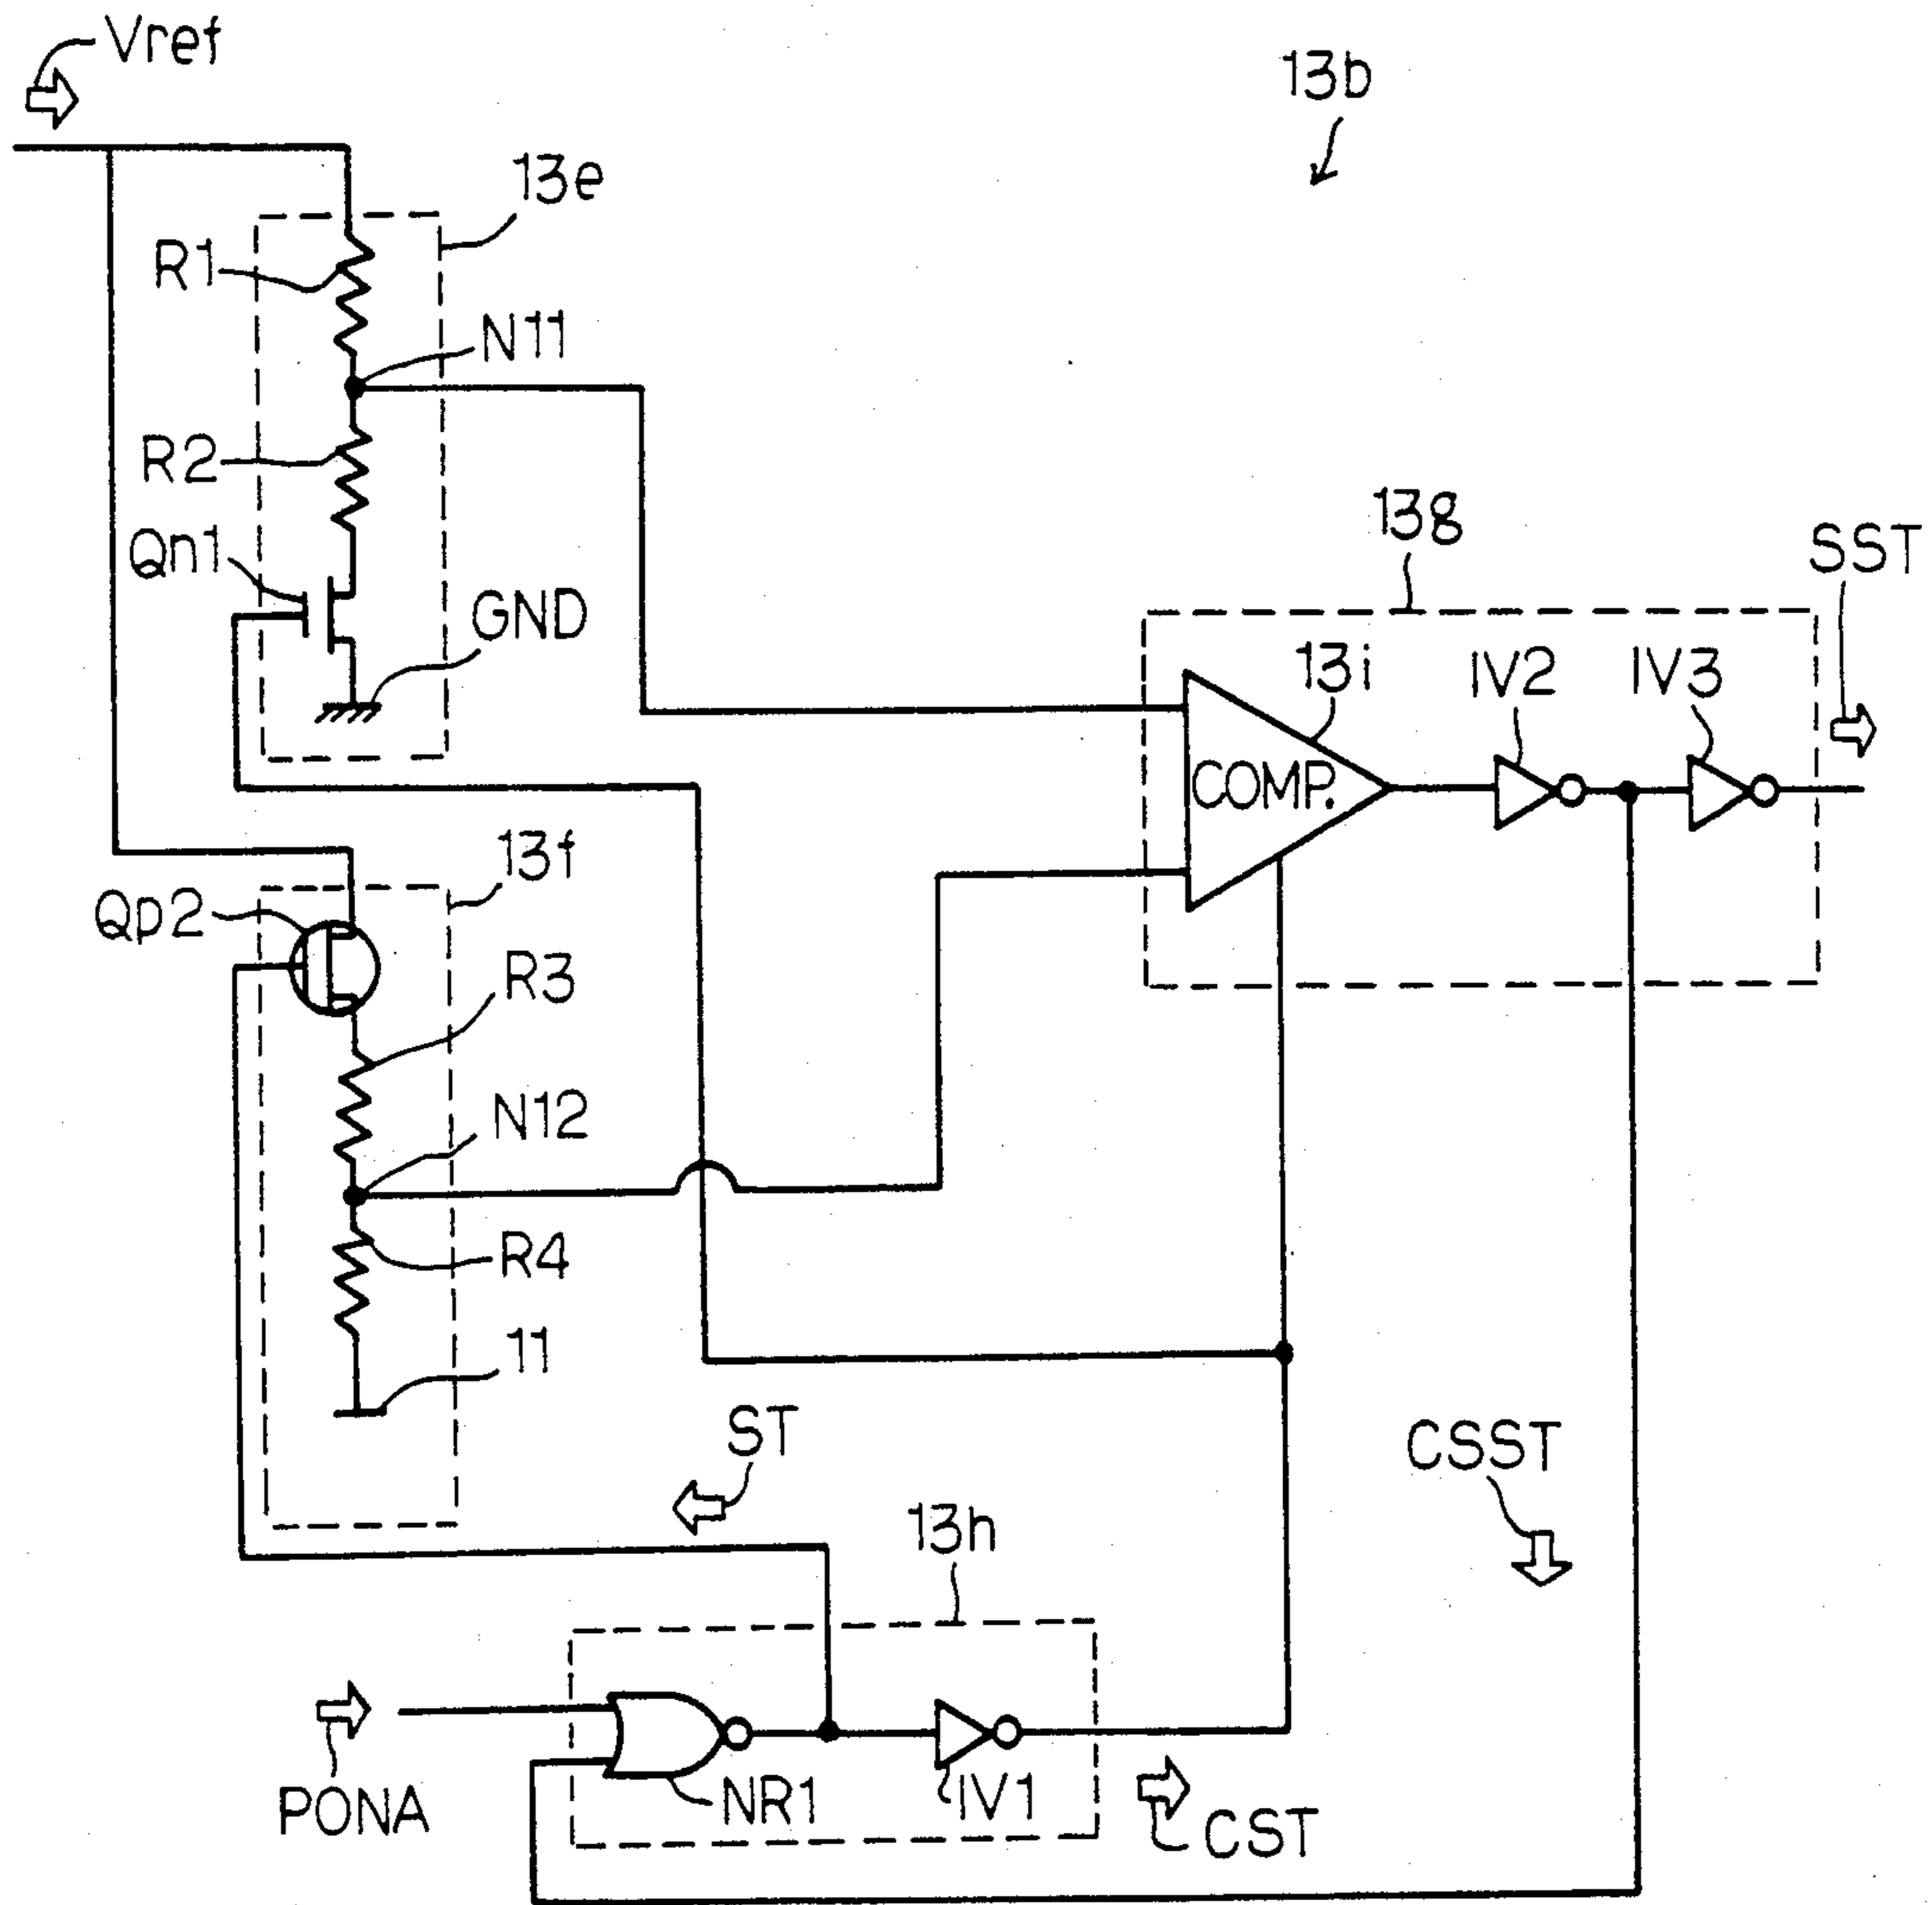 Vref
13b
13e
R1
N11
R2
13g
Qn1
SST
GND
13i
IV2
IV3
COMP.
13f
Qp2
R3
N12
R4
11
ST
CSST
13h
PONA
NR1
IV1
CST